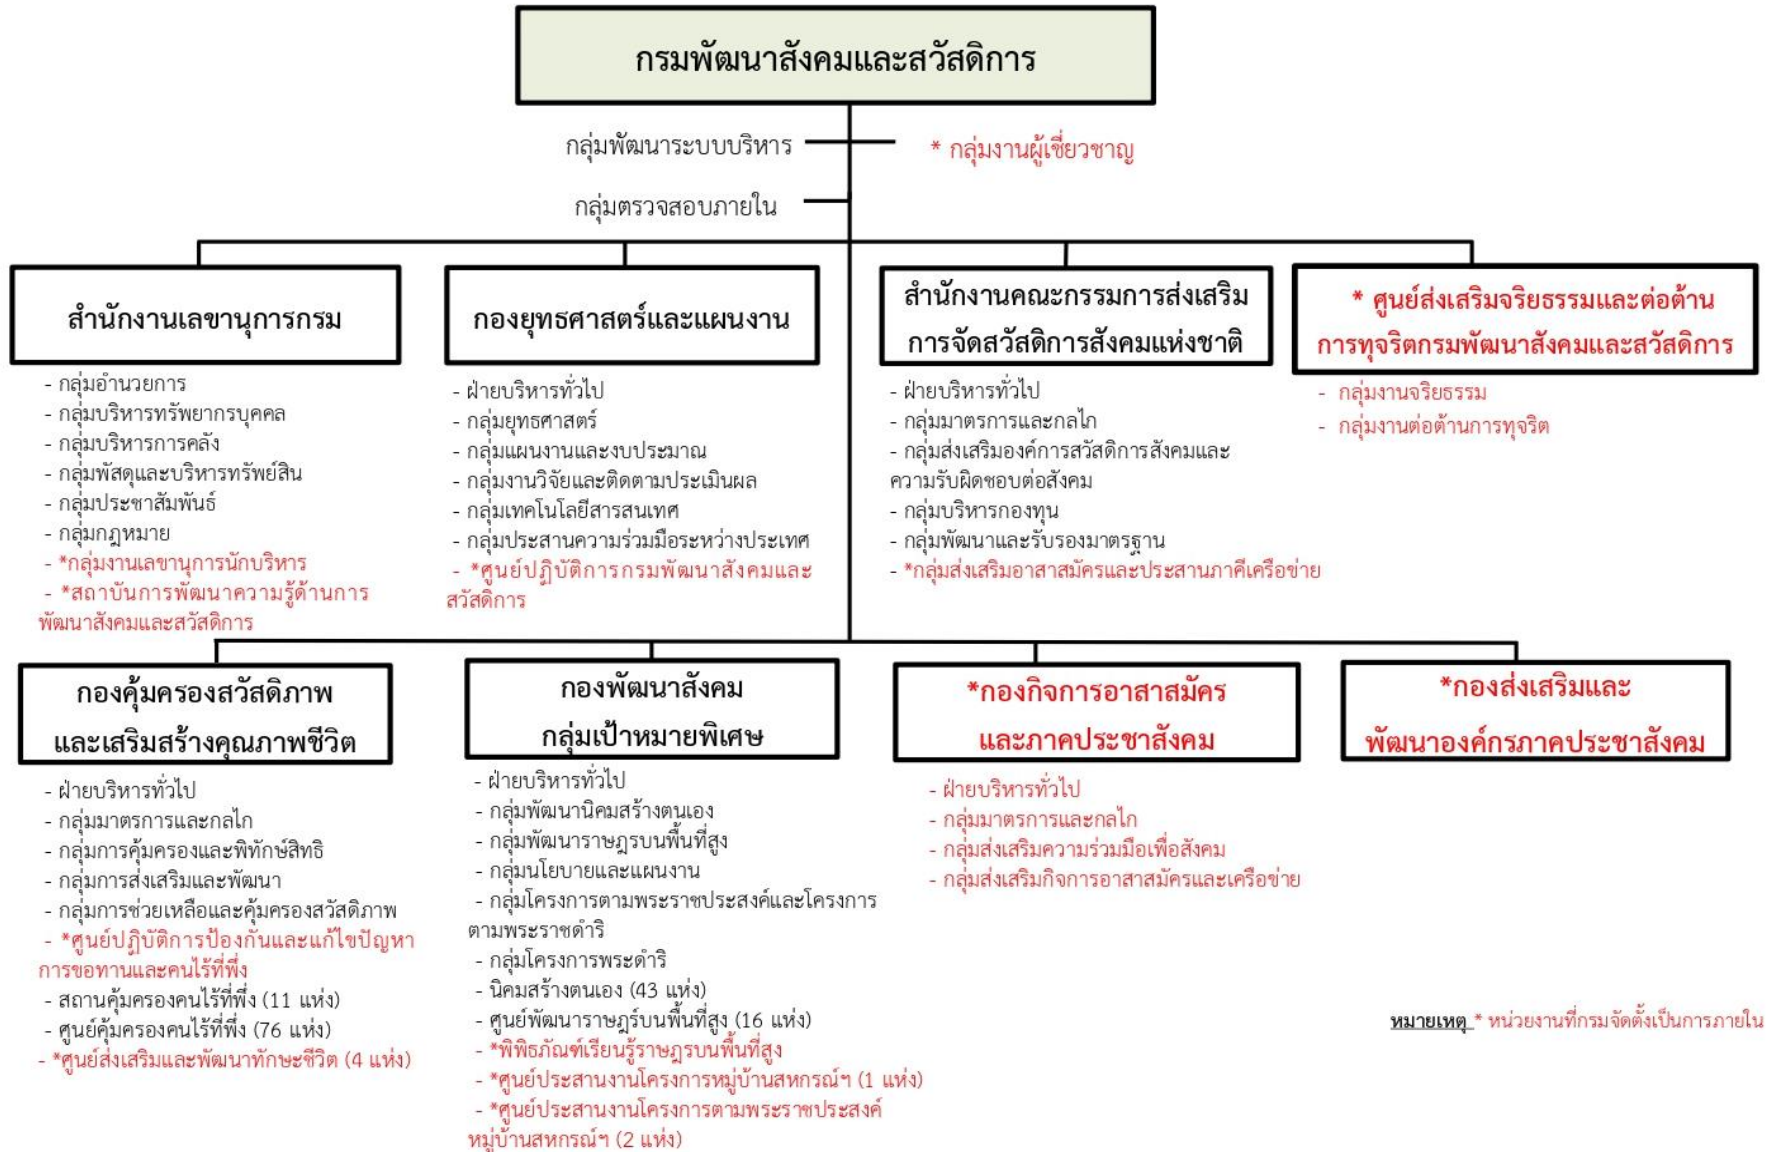 กรมพัฒนาสังคมและสวัสดิการ
กลุ่มพัฒนาระบบบริหาร
* กลุ่มงานผู้เชี่ยวชาญ
กลุ่มตรวจสอบภายใน
สำนักงานเลขานุการกรม
- กลุ่มอำนวยการ
- กลุ่มบริหารทรัพยากรบุคคล
- กลุ่มบริหารการคลัง
- กลุ่มพัสดุและบริหารทรัพย์สิน
- กลุ่มประชาสัมพันธ์
- กลุ่มกฎหมาย
- *กลุ่มงานเลขานุการนักบริหาร
- *สถาบันการพัฒนาความรู้ด้านการ
พัฒนาสังคมและสวัสดิการ
กองยุทธศาสตร์และแผนงาน
- ฝ่ายบริหารทั่วไป
- กลุ่มยุทธศาสตร์
- กลุ่มแผนงานและงบประมาณ
- กลุ่มงานวิจัยและติดตามประเมินผล
- กลุ่มเทคโนโลยีสารสนเทศ
- กลุ่มประสานความร่วมมือระหว่างประเทศ
- *ศูนย์ปฏิบัติการกรมพัฒนาสังคมและ
สวัสดิการ
สำนักงานคณะกรรมการส่งเสริม
การจัดสวัสดิการสังคมแห่งชาติ
- ฝ่ายบริหารทั่วไป
- กลุ่มมาตรการและกลไก
- กลุ่มส่งเสริมองค์การสวัสดิการสังคมและ
ความรับผิดชอบต่อสังคม
- กลุ่มบริหารกองทุน
- กลุ่มพัฒนาและรับรองมาตรฐาน
- *กลุ่มส่งเสริมอาสาสมัครและประสานภาคีเครือข่าย
* ศูนย์ส่งเสริมจริยธรรมและต่อต้าน
การทุจริตกรมพัฒนาสังคมและสวัสดิการ
- กลุ่มงานจริยธรรม
- กลุ่มงานต่อต้านการทุจริต
กองคุ้มครองสวัสดิภาพ
และเสริมสร้างคุณภาพชีวิต
- ฝ่ายบริหารทั่วไป
- กลุ่มมาตรการและกลไก
- กลุ่มการคุ้มครองและพิทักษ์สิทธิ
- กลุ่มการส่งเสริมและพัฒนา
- กลุ่มการช่วยเหลือและคุ้มครองสวัสดิภาพ
- *ศูนย์ปฏิบัติการป้องกันและแก้ไขปัญหา
การขอทานและคนไร้ที่พึ่ง
- สถานคุ้มครองคนไร้ที่พึ่ง (11 แห่ง)
- ศูนย์คุ้มครองคนไร้ที่พึ่ง (76 แห่ง)
- *ศูนย์ส่งเสริมและพัฒนาทักษะชีวิต (4 แห่ง)
กองพัฒนาสังคม
กลุ่มเป้าหมายพิเศษ
- ฝ่ายบริหารทั่วไป
- กลุ่มพัฒนานิคมสร้างตนเอง
- กลุ่มพัฒนาราษฎรบนพื้นที่สูง
- กลุ่มนโยบายและแผนงาน
- กลุ่มโครงการตามพระราชประสงค์และโครงการ
ตามพระราชดำริ
- กลุ่มโครงการพระดำริ
- นิคมสร้างตนเอง (43 แห่ง)
- ศูนย์พัฒนาราษฎร์บนพื้นที่สูง (16 แห่ง)
- *พิพิธภัณฑ์เรียนรู้ราษฎรบนพื้นที่สูง
- *ศูนย์ประสานงานโครงการหมู่บ้านสหกรณ์ฯ (1 แห่ง)
- *ศูนย์ประสานงานโครงการตามพระราชประสงค์
หมู่บ้านสหกรณ์ฯ (2 แห่ง)
*กองกิจการอาสาสมัคร
และภาคประชาสังคม
- ฝ่ายบริหารทั่วไป
- กลุ่มมาตรการและกลไก
- กลุ่มส่งเสริมความร่วมมือเพื่อสังคม
- กลุ่มส่งเสริมกิจการอาสาสมัครและเครือข่าย
*กองส่งเสริมและ
พัฒนาองค์กรภาคประชาสังคม
หมายเหตุ * หน่วยงานที่กรมจัดตั้งเป็นการภายใน